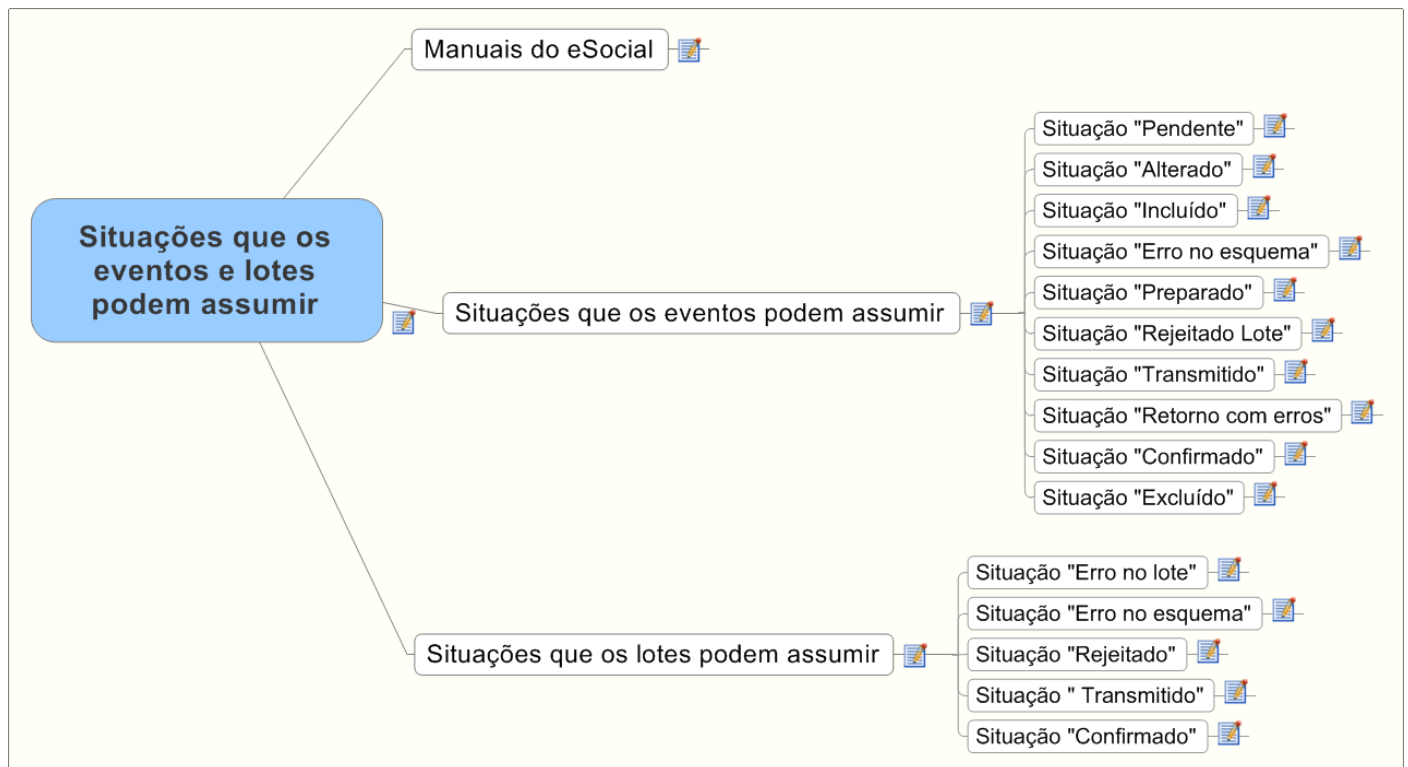 Manuais do eSocial
Situações que os
eventos e lotes
podem assumir
Situações que os eventos podem assumir
Situação "Pendente"
Situação "Alterado"
Situação "Incluído"
Situação "Erro no esquema"
Situação "Preparado"
Situação "Rejeitado Lote"
Situação "Transmitido"
Situação "Retorno com erros"
Situação "Confirmado"
Situação "Excluído"
Situações que os lotes podem assumir
Situação "Erro no lote"
Situação "Erro no esquema"
Situação "Rejeitado"
Situação " Transmitido"
Situação "Confirmado"